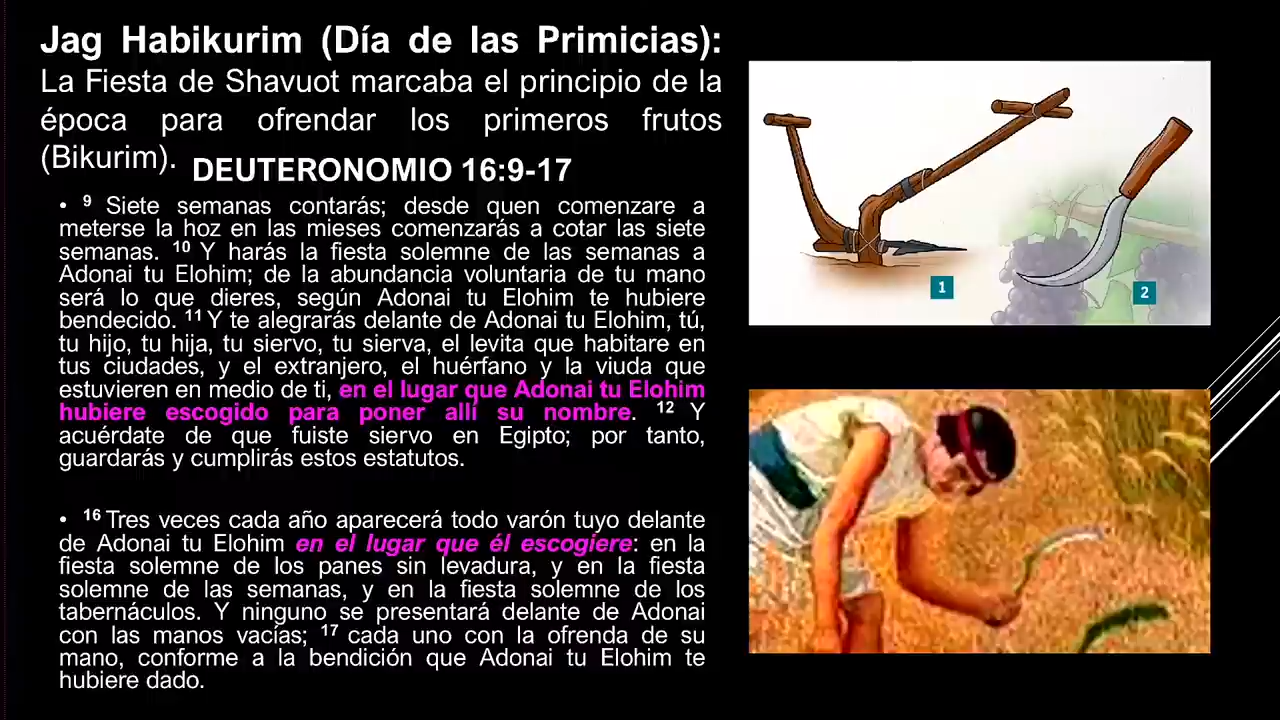 Jag Habikurim (Día de las Primicias):
La Fiesta de Shavuot marcaba el principio de la
época para ofrendar los primeros frutos
(Bikurim).
DEUTERONOMIO 16:9-17
• 9 Siete semanas contarás; desde quen comenzare a
meterse la hoz en las mieses comenzarás a cotar las siete
semanas. 10 Y harás la fiesta solemne de las semanas a
Adonai tu Elohim; de la abundancia voluntaria de tu mano
será lo que dieres, según Adonai tu Elohim te hubiere
bendecido. 11 Y te alegrarás delante de Adonai tu Elohim, tú,
tu hijo, tu hija, tu siervo, tu sierva, el levita que habitare en
tus ciudades, y el extranjero, el huérfano y la viuda que
estuvieren en medio de ti, en el lugar que Adonai tu Elohim
hubiere escogido para poner allí su nombre. 12 Y
acuérdate de que fuiste siervo en Egipto; por tanto,
guardarás y cumplirás estos estatutos.
• 16 Tres veces cada año aparecerá todo varón tuyo delante
de Adonai tu Elohim en el lugar que él escogiere: en la
fiesta solemne de los panes sin levadura, y en la fiesta
solemne de las semanas, y en la fiesta solemne de los
tabernáculos. Y ninguno se presentará delante de Adonai
con las manos vacías; 17 cada uno con la ofrenda de su
mano, conforme a la bendición que Adonai tu Elohim te
hubiere dado.
1
2